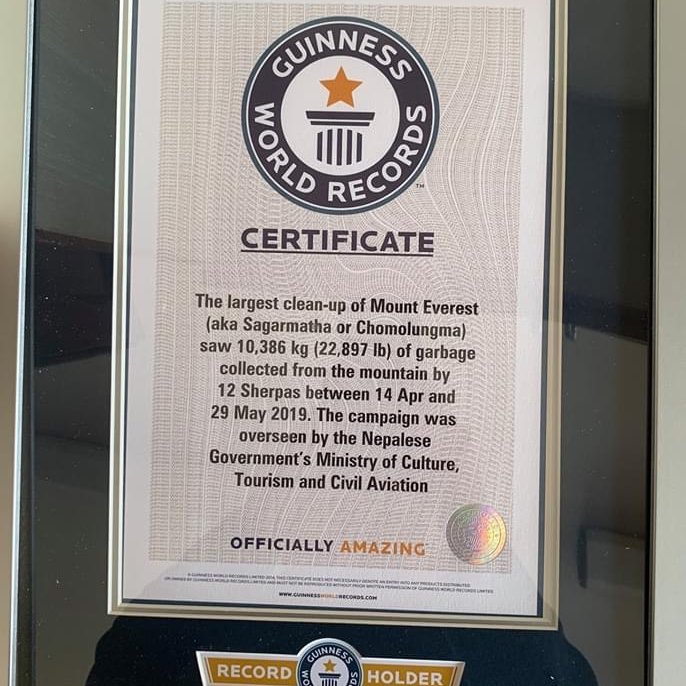 GUINNESS
WORLD RECORDS
TM
CERTIFICATE
The largest clean-up of Mount Everest
(aka Sagarmatha or Chomolungma)
saw 10,386 kg (22,897 lb) of garbage
collected from the mountain by
12 Sherpas between 14 Apr and
29 May 2019. The campaign was
overseen by the Nepalese
Government's Ministry of Culture,
Tourism and Civil Aviation
OFFICIALLY AMAZING
WWW.GUINNESSWORLDRECORDS.COM
RECORD HOLDER
GUINNESS